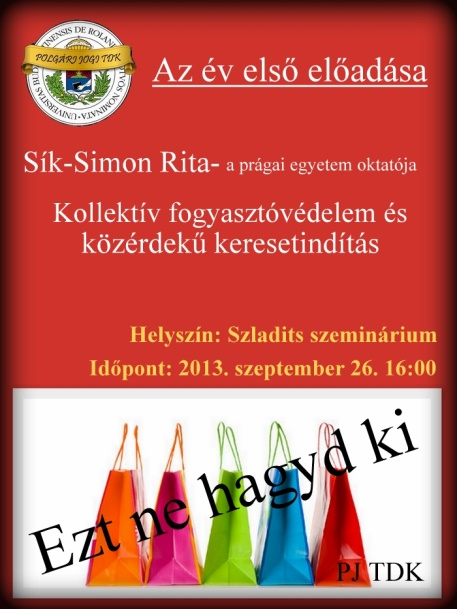 POLGÁRI JOGI TDK
Az év első előadása
Sík-Simon Rita- a prágai egyetem oktatója
Kollektív fogyasztóvédelem és
közérdekű keresetindítás
Helyszín: Szladits szeminárium
Időpont: 2013. szeptember 26. 16:00
Ezt ne hagyd ki
PJ TDK